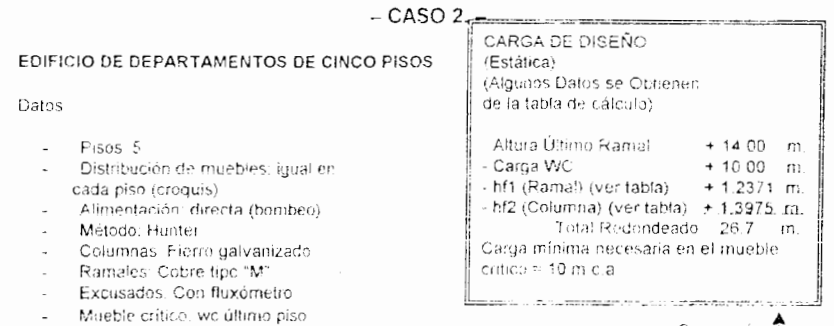 – CASO 2. –
EDIFICIO DE DEPARTAMENTOS DE CINCO PISOS
Datos
- Pisos: 5
- Distribución de muebles: igual en
cada piso (croquis)
- Alimentación: directa (bombeo)
- Método: Hunter
- Columnas: Fierro galvanizado
- Ramales: Cobre tipo "M"
- Excusados: Con fluxómetro
- Mueble crítico: wc último piso
CARGA DE DISEÑO
(Estática)
(Algunos Datos se Obtienen
de la tabla de cálculo)
- Altura Último Ramal + 14.00 m.
- Carga WC + 10.00 m.
- hf1 (Ramal) (ver tabla) + 1.2371 m.
- hf2 (Columna) (ver tabla) + 1.3975 m.
Total Redondeado 26.7 m.
Carga mínima necesaria en el mueble
crítico = 10 m.c.a